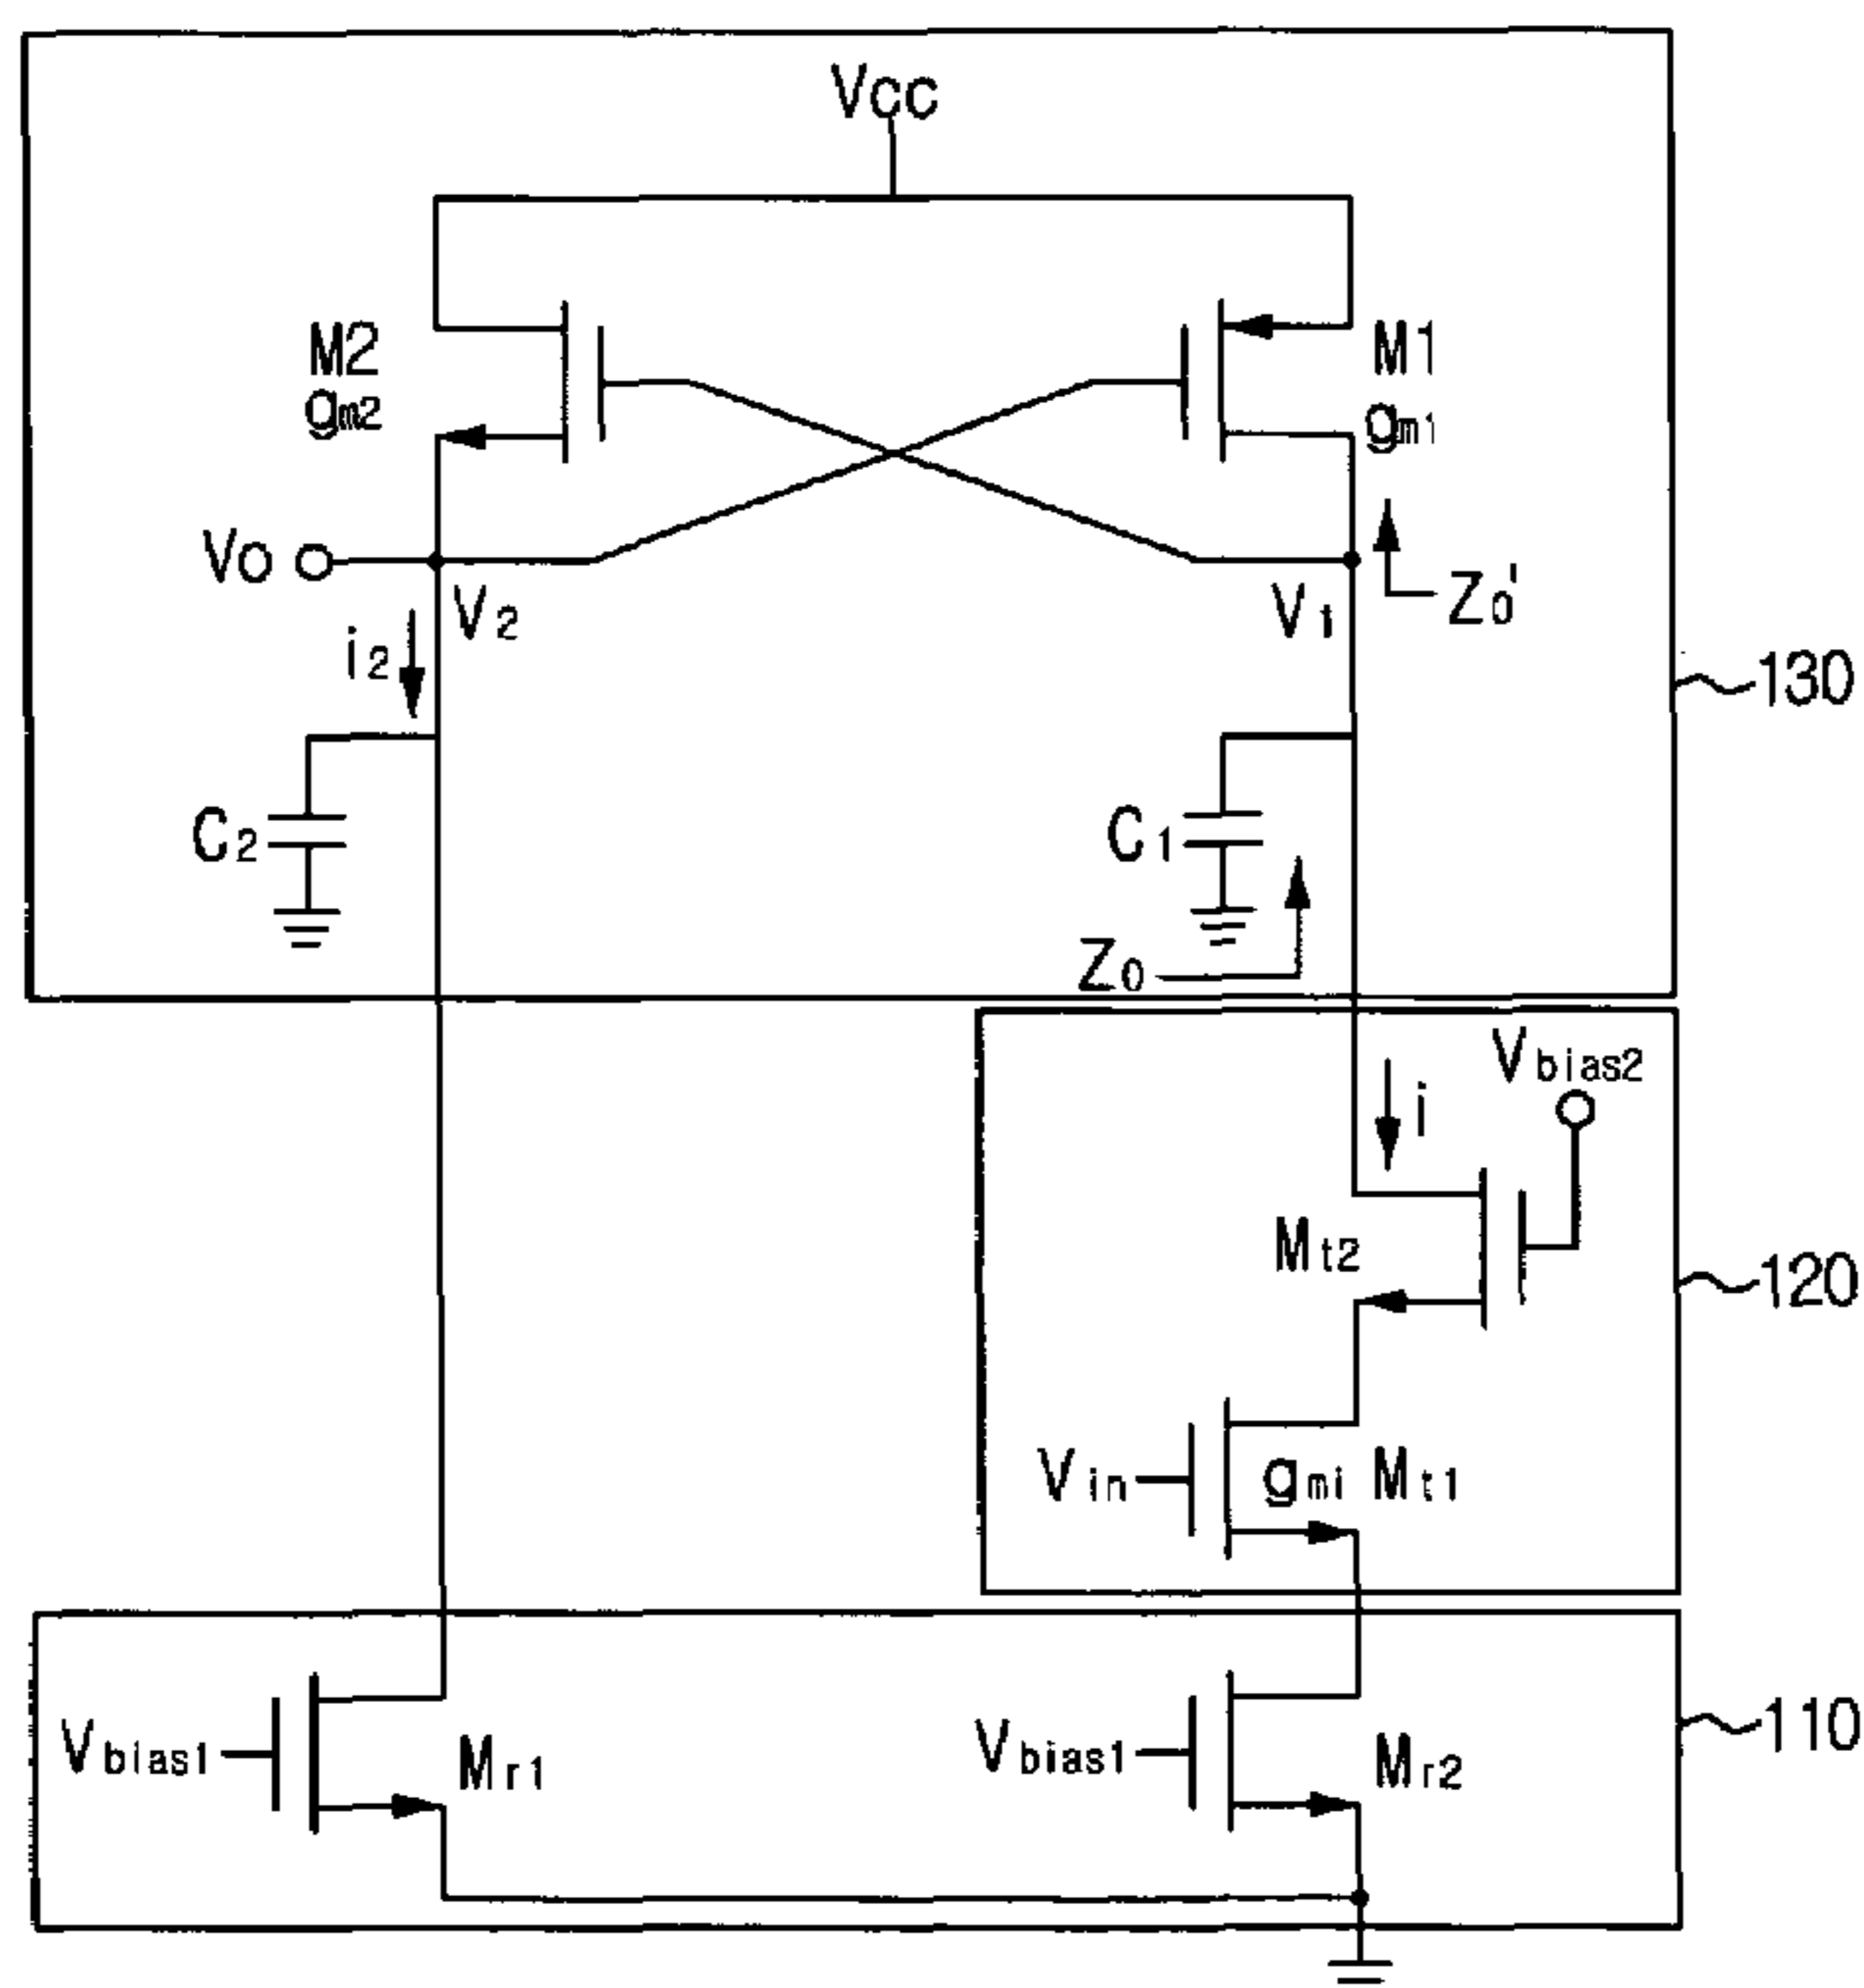 Vcc
M2
gm2
M1
gm1
Vo
V2
V1
Zo'
i2
130
C2
C1
Zo
Vbias2
i
Mt2
120
Vin
gmi Mt1
Vbias1
Mr1
Vbias1
Mr2
110